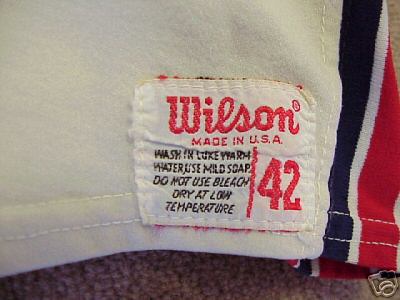 Wilson®
MADE IN U.S.A.
WASH IN LUKE WARM
WATER, USE MILD SOAP.
DO NOT USE BLEACH
DRY AT LOW
TEMPERATURE
42
ebay